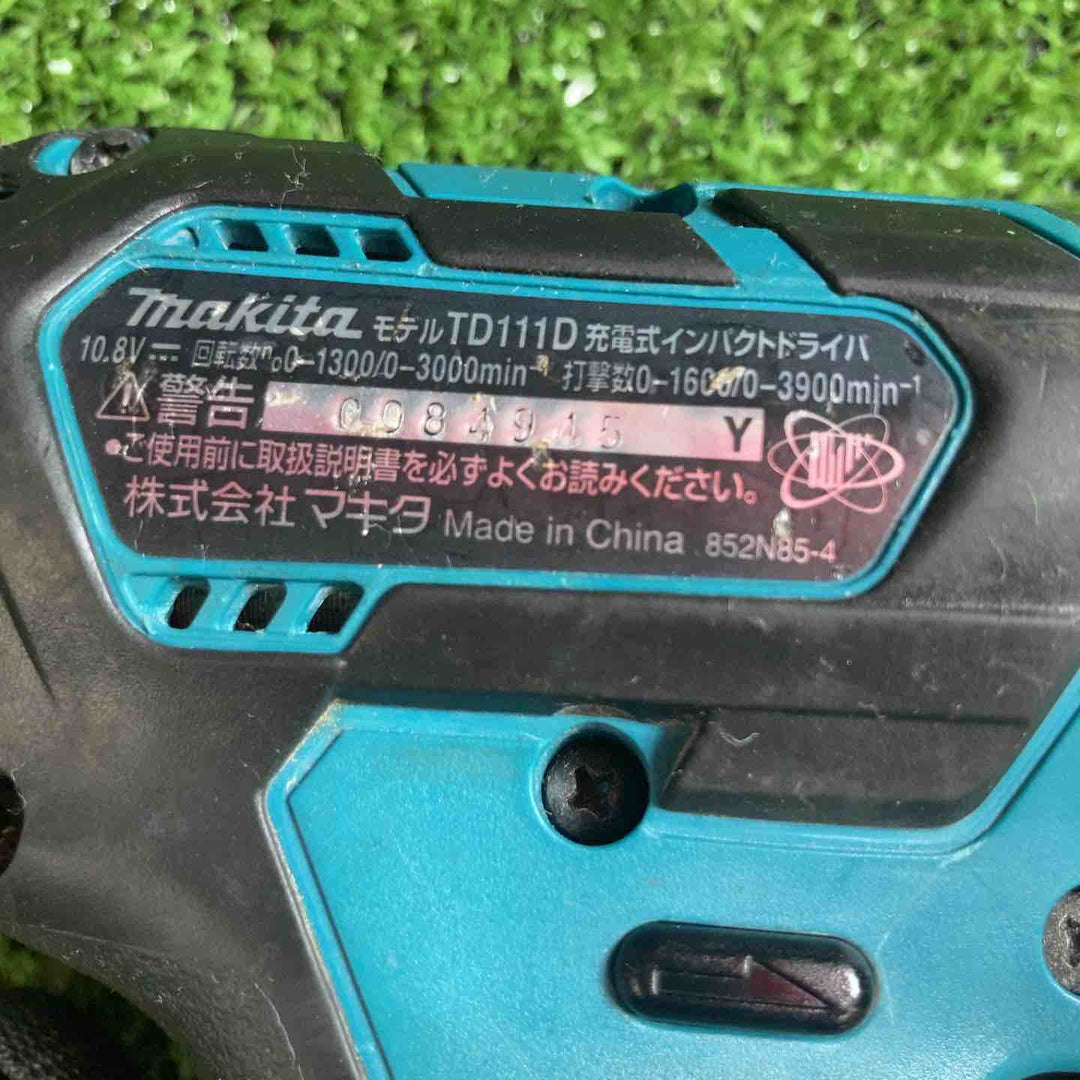 makita モデルTD111D 充電式インパクトドライバ
10.8V⎓ 回転数n₀0-1300/0-3000min⁻¹ 打撃数0-1600/0-3900min⁻¹
⚠警告 0084945 Y
●ご使用前に取扱説明書を必ずよくお読みください。
株式会社マキタ Made in China 852N85-4